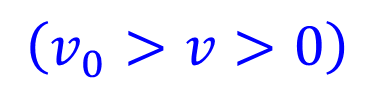 (v₀ > v > 0)